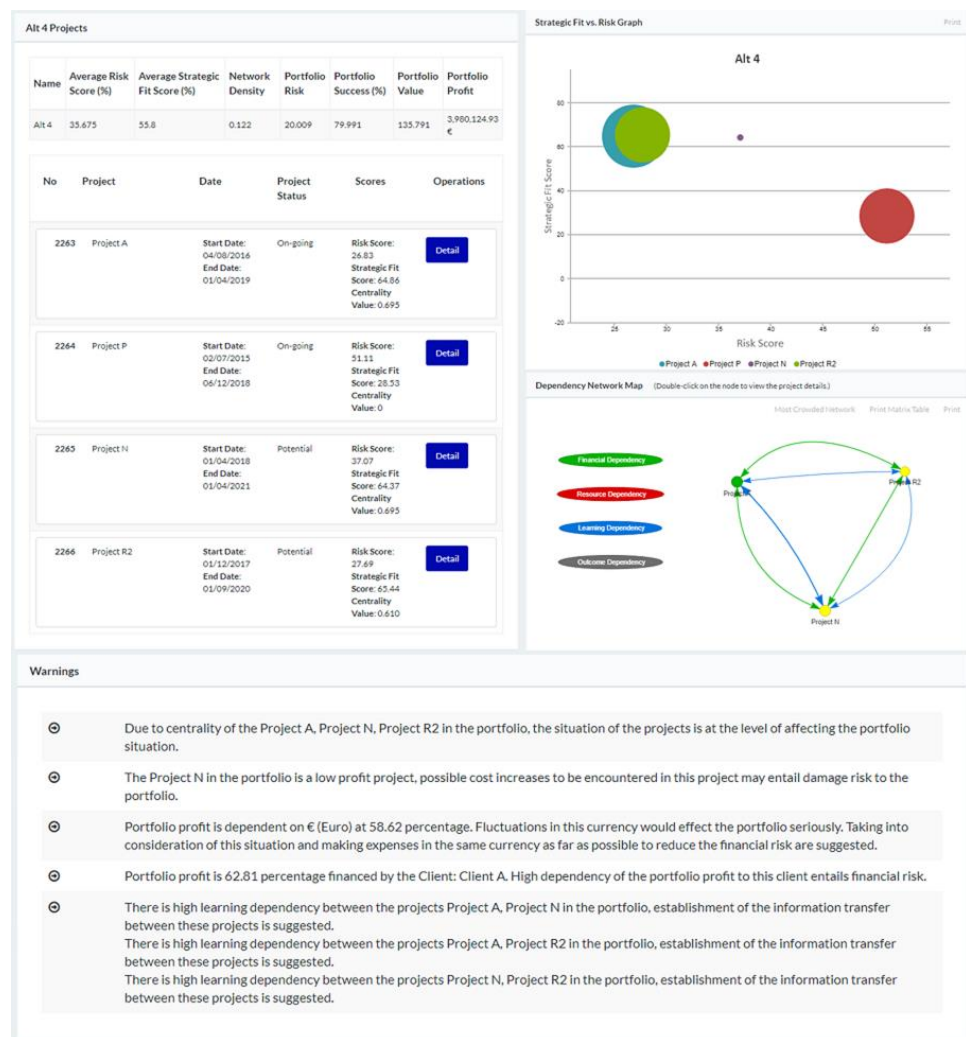 Alt 4 Projects
Name
Average Risk Score (%)
Average Strategic Fit Score (%)
Network Density
Portfolio Risk
Portfolio Success (%)
Portfolio Value
Portfolio Profit
Alt 4
35.675
55.8
0.122
20.009
79.991
135.791
3,980,124.93 €
No
Project
Date
Project Status
Scores
Operations
2263
Project A
Start Date:
04/08/2016
End Date:
01/04/2019
On-going
Risk Score:
26.83
Strategic Fit
Score: 64.86
Centrality
Value: 0.695
Detail
2264
Project P
Start Date:
02/07/2015
End Date:
06/12/2018
On-going
Risk Score:
51.11
Strategic Fit
Score: 28.53
Centrality
Value: 0
Detail
2265
Project N
Start Date:
01/04/2018
End Date:
01/04/2021
Potential
Risk Score:
37.07
Strategic Fit
Score: 64.37
Centrality
Value: 0.695
Detail
2266
Project R2
Start Date:
01/12/2017
End Date:
01/09/2020
Potential
Risk Score:
27.69
Strategic Fit
Score: 65.44
Centrality
Value: 0.610
Detail
Strategic Fit vs. Risk Graph
Print
Alt 4
Strategic Fit Score
40
20
0
-20
25
30
35
40
45
50
55
Risk Score
Project A
Project P
Project N
Project R2
Dependency Network Map
(Double-click on the node to view the project details.)
Most Crowded Network
Print Matrix Table
Print
Financial Dependency
Resource Dependency
Learning Dependency
Outcome Dependency
Project R2
Project N
Warnings
Due to centrality of the Project A, Project N, Project R2 in the portfolio, the situation of the projects is at the level of affecting the portfolio
situation.
The Project N in the portfolio is a low profit project, possible cost increases to be encountered in this project may entail damage risk to the
portfolio.
Portfolio profit is dependent on € (Euro) at 58.62 percentage. Fluctuations in this currency would effect the portfolio seriously. Taking into
consideration of this situation and making expenses in the same currency as far as possible to reduce the financial risk are suggested.
Portfolio profit is 62.81 percentage financed by the Client: Client A. High dependency of the portfolio profit to this client entails financial risk.
There is high learning dependency between the projects Project A, Project N in the portfolio, establishment of the information transfer
between these projects is suggested.
There is high learning dependency between the projects Project A, Project R2 in the portfolio, establishment of the information transfer
between these projects is suggested.
There is high learning dependency between the projects Project N, Project R2 in the portfolio, establishment of the information transfer
between these projects is suggested.